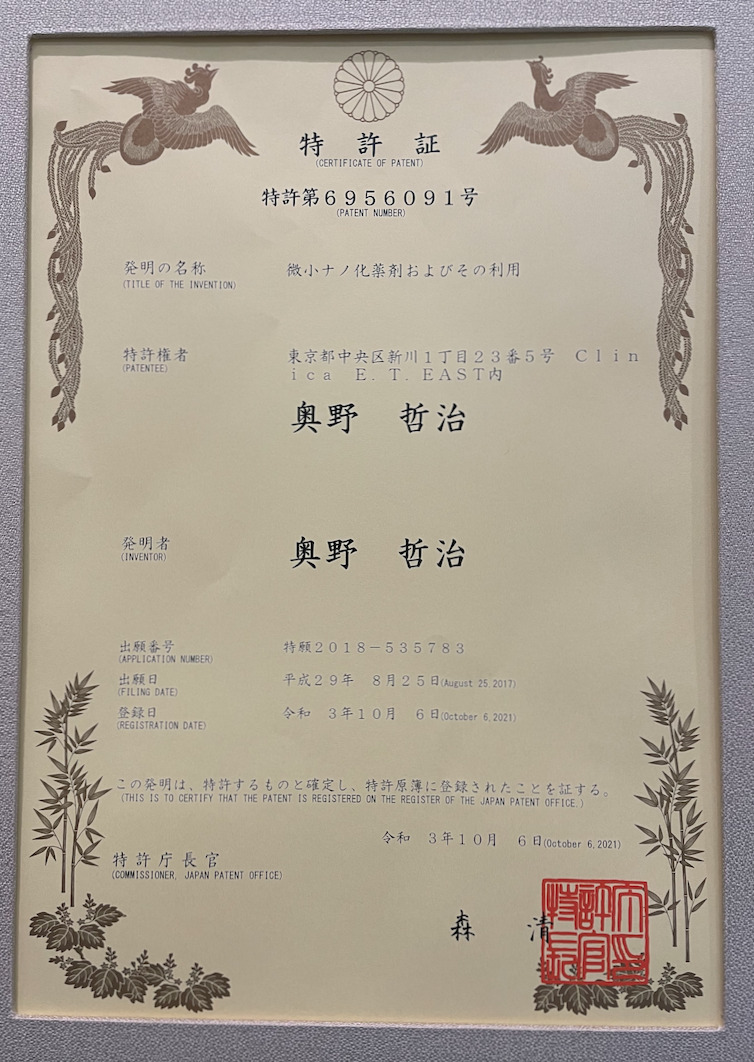 特許証
(CERTIFICATE OF PATENT)
特許第6956091号
(PATENT NUMBER)
発明の名称 微小ナノ化薬剤およびその利用
(TITLE OF THE INVENTION)
特許権者 東京都中央区新川1丁目23番5号 Clin
(PATENTEE) ica E.T.EAST内
奥野 哲治
発明者 奥野 哲治
(INVENTOR)
出願番号 特願2018-535783
(APPLICATION NUMBER)
出願日 平成29年 8月25日(August 25,2017)
(FILING DATE)
登録日 令和 3年10月 6日(October 6,2021)
(REGISTRATION DATE)
この発明は、特許するものと確定し、特許原簿に登録されたことを証する。
(THIS IS TO CERTIFY THAT THE PATENT IS REGISTERED ON THE REGISTER OF THE JAPAN PATENT OFFICE.)
令和 3年10月 6日(October 6,2021)
特許庁長官
(COMMISSIONER, JAPAN PATENT OFFICE)
森 清